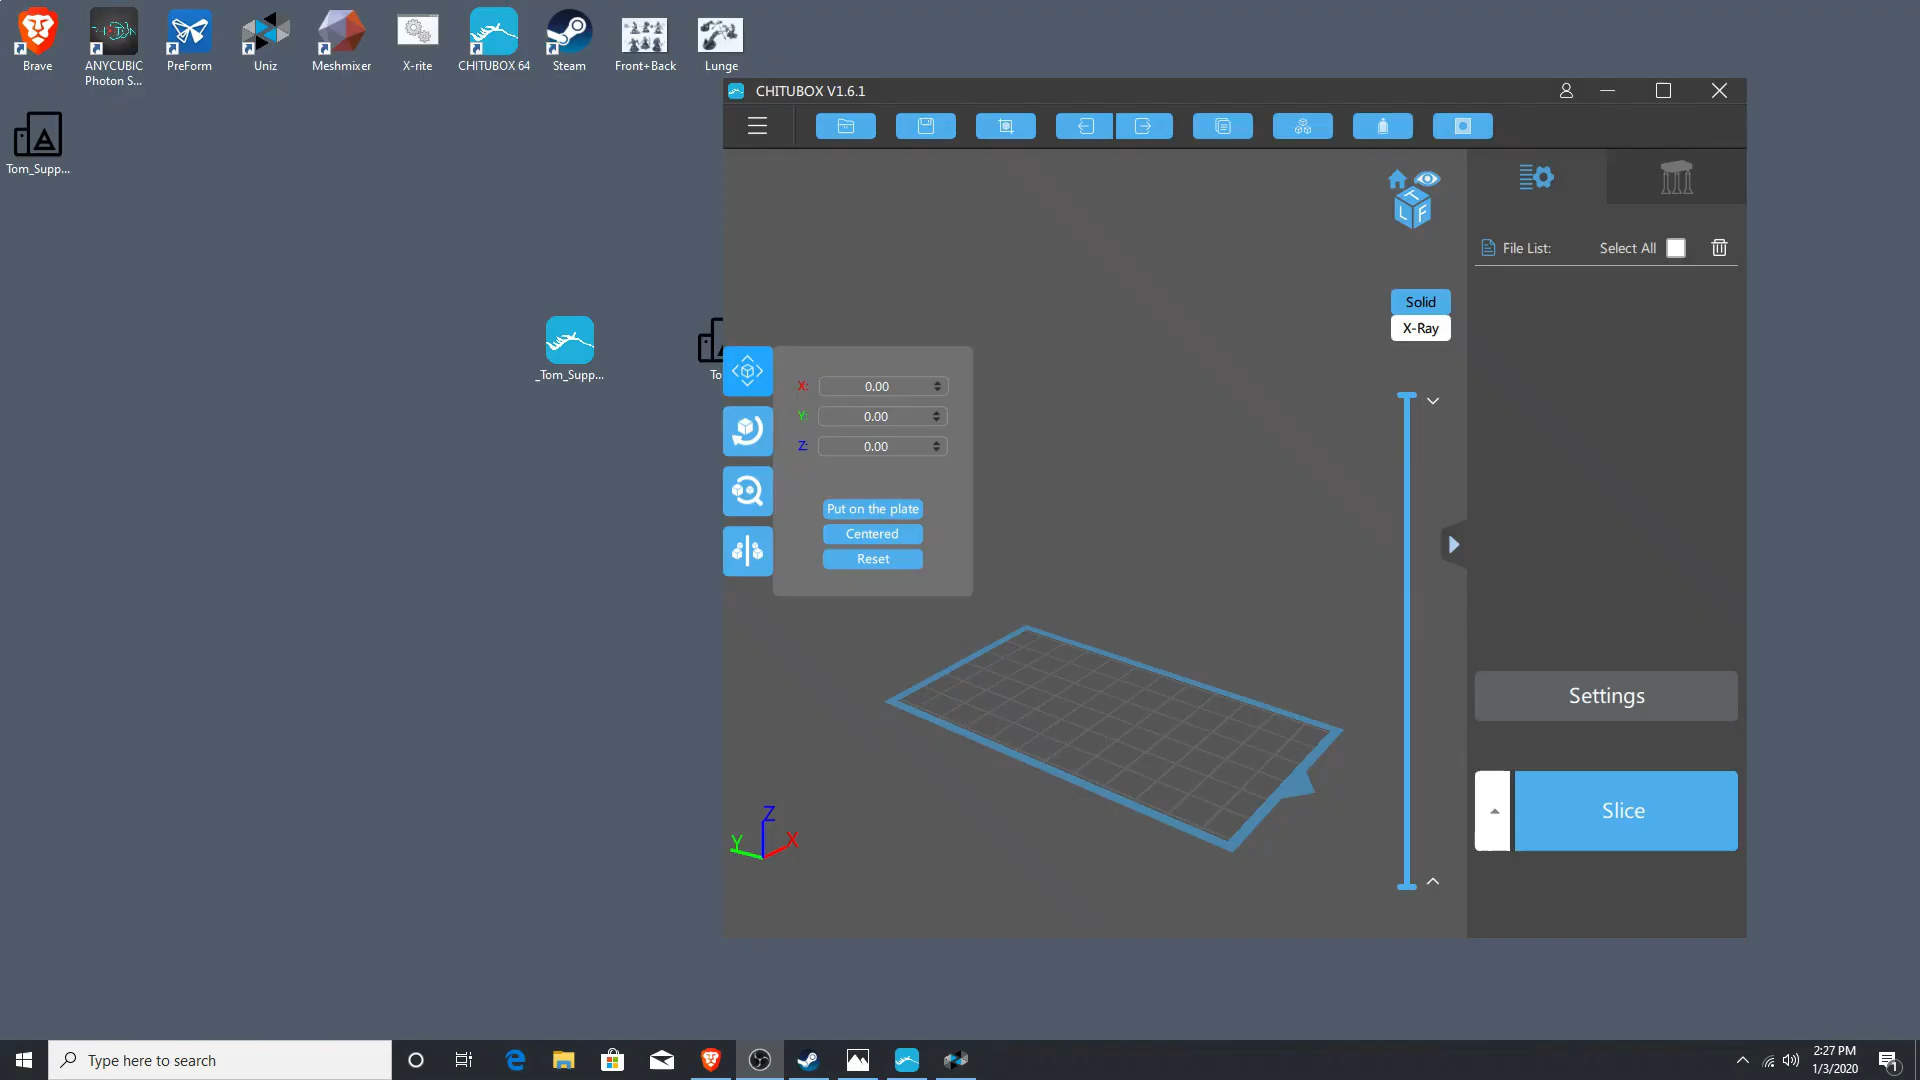 Brave
ANYCUBIC
Photon S...
PreForm
Uniz
Meshmixer
X-rite
CHITUBOX 64
Steam
Front+Back
Lunge
Tom_Supp...
_Tom_Supp...
To
CHITUBOX V1.6.1
T
L F
File List:
Select All
Solid
X-Ray
X: 0.00
Y: 0.00
Z: 0.00
Put on the plate
Centered
Reset
Settings
Slice
Z
Y
X
Type here to search
2:27 PM
1/3/2020
1